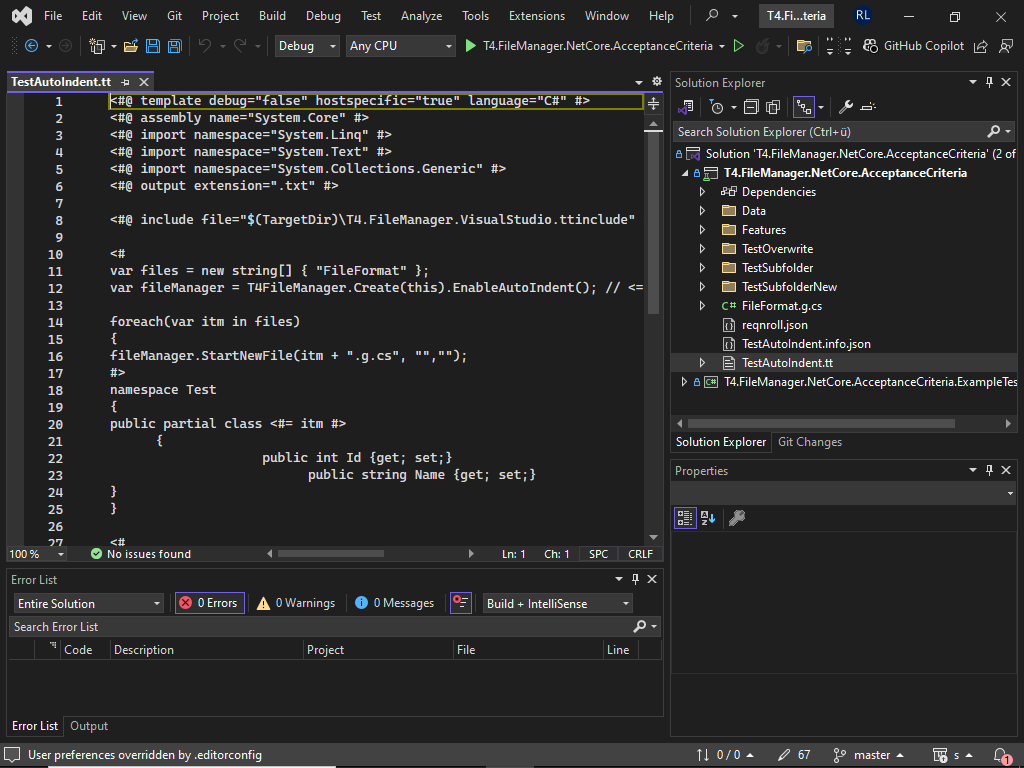 File Edit View Git Project Build Debug Test Analyze Tools Extensions Window Help T4.Fi...teria RL
Debug Any CPU T4.FileManager.NetCore.AcceptanceCriteria GitHub Copilot
TestAutoIndent.tt
1 <#@ template debug="false" hostspecific="true" language="C#" #>
2 <#@ assembly name="System.Core" #>
3 <#@ import namespace="System.Linq" #>
4 <#@ import namespace="System.Text" #>
5 <#@ import namespace="System.Collections.Generic" #>
6 <#@ output extension=".txt" #>
7
8 <#@ include file="$(TargetDir)\T4.FileManager.VisualStudio.ttinclude"
9
10 <#
11 var files = new string[] { "FileFormat" };
12 var fileManager = T4FileManager.Create(this).EnableAutoIndent(); // <=
13
14 foreach(var itm in files)
15 {
16 fileManager.StartNewFile(itm + ".g.cs", "","");
17 #>
18 namespace Test
19 {
20 public partial class <#= itm #>
21 {
22 public int Id {get; set;}
23 public string Name {get; set;}
24 }
25 }
26
27 <#
100 % No issues found Ln: 1 Ch: 1 SPC CRLF
Error List
Entire Solution 0 Errors 0 Warnings 0 Messages Build + IntelliSense
Search Error List
Code Description Project File Line
Error List Output
Solution Explorer
Search Solution Explorer (Ctrl+ü)
Solution 'T4.FileManager.NetCore.AcceptanceCriteria' (2 of
T4.FileManager.NetCore.AcceptanceCriteria
Dependencies
Data
Features
TestOverwrite
TestSubfolder
TestSubfolderNew
C# FileFormat.g.cs
reqnroll.json
TestAutoIndent.info.json
TestAutoIndent.tt
C# T4.FileManager.NetCore.AcceptanceCriteria.ExampleTes
Solution Explorer Git Changes
Properties
User preferences overridden by .editorconfig 0 / 0 67 master s 1